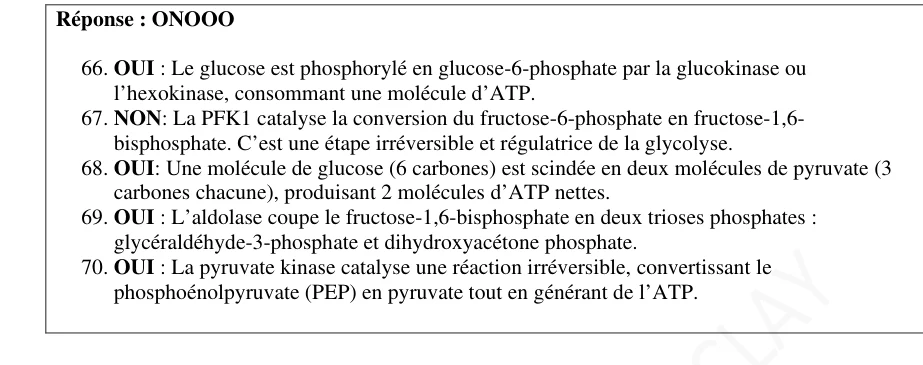 Réponse : ONOOO
66. OUI : Le glucose est phosphorylé en glucose-6-phosphate par la glucokinase ou
l’hexokinase, consommant une molécule d’ATP.
67. NON: La PFK1 catalyse la conversion du fructose-6-phosphate en fructose-1,6-
bisphosphate. C’est une étape irréversible et régulatrice de la glycolyse.
68. OUI: Une molécule de glucose (6 carbones) est scindée en deux molécules de pyruvate (3
carbones chacune), produisant 2 molécules d’ATP nettes.
69. OUI : L’aldolase coupe le fructose-1,6-bisphosphate en deux trioses phosphates :
glycéraldéhyde-3-phosphate et dihydroxyacétone phosphate.
70. OUI : La pyruvate kinase catalyse une réaction irréversible, convertissant le
phosphoénolpyruvate (PEP) en pyruvate tout en générant de l’ATP.
CLAY